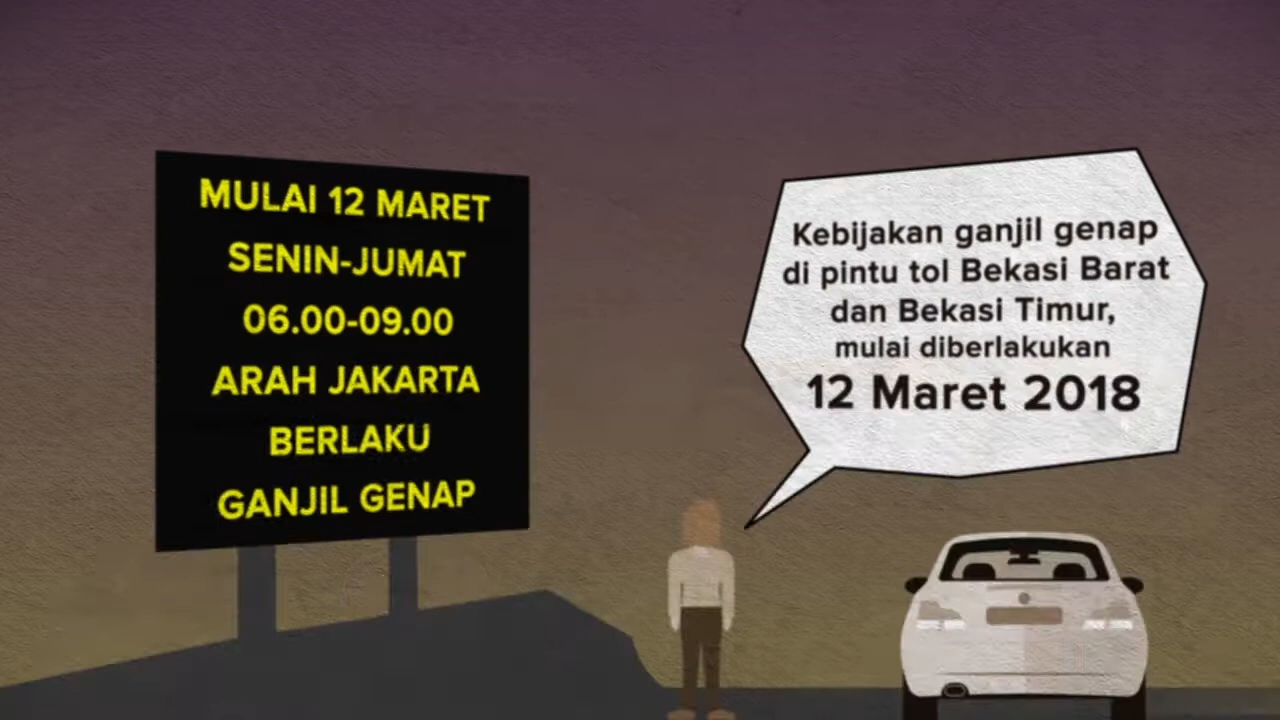 MULAI 12 MARET
SENIN-JUMAT
06.00-09.00
ARAH JAKARTA
BERLAKU
GANJIL GENAP
Kebijakan ganjil genap
di pintu tol Bekasi Barat
dan Bekasi Timur,
mulai diberlakukan
12 Maret 2018